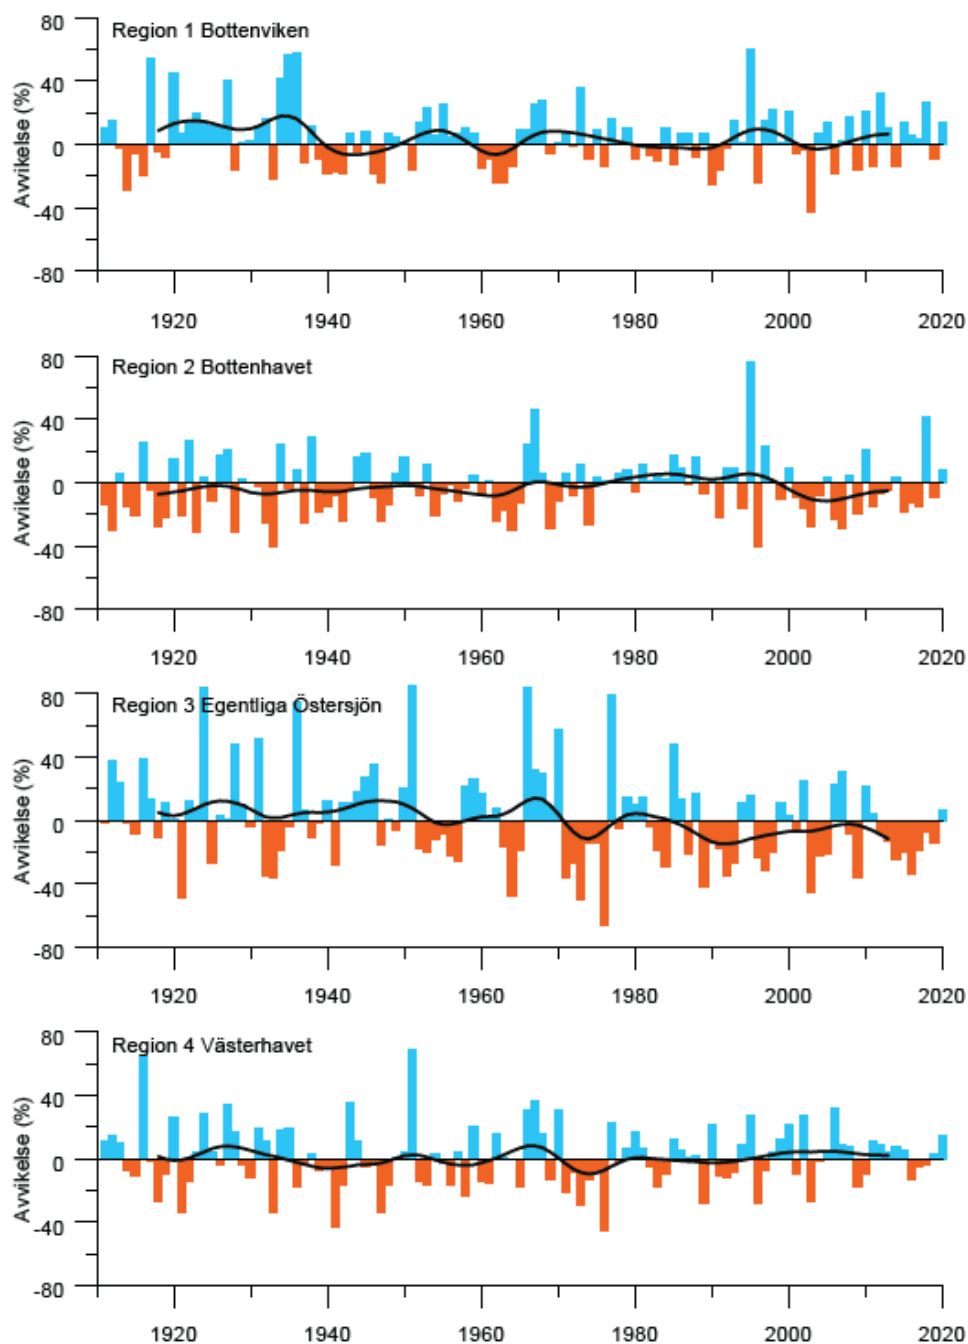 80
Region 1 Bottenviken
40
0
-40
-80
Avvikelse (%)
1920 1940 1960 1980 2000 2020
80
Region 2 Bottenhavet
40
0
-40
-80
Avvikelse (%)
1920 1940 1960 1980 2000 2020
80
Region 3 Egentliga Östersjön
40
0
-40
-80
Avvikelse (%)
1920 1940 1960 1980 2000 2020
80
Region 4 Västerhavet
40
0
-40
-80
Avvikelse (%)
1920 1940 1960 1980 2000 2020